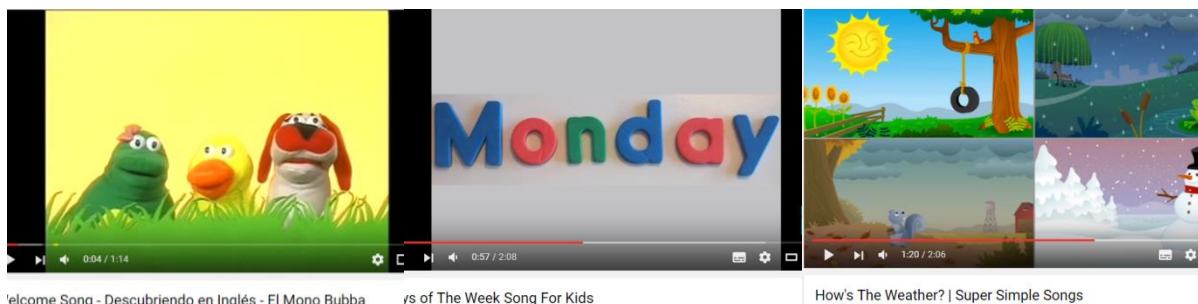 Monday
0:04 / 1:14
0:57 / 2:08
1:20 / 2:06
elcome Song - Descubriendo en Inglés - El Mono Bubba
ys of The Week Song For Kids
How's The Weather? | Super Simple Songs